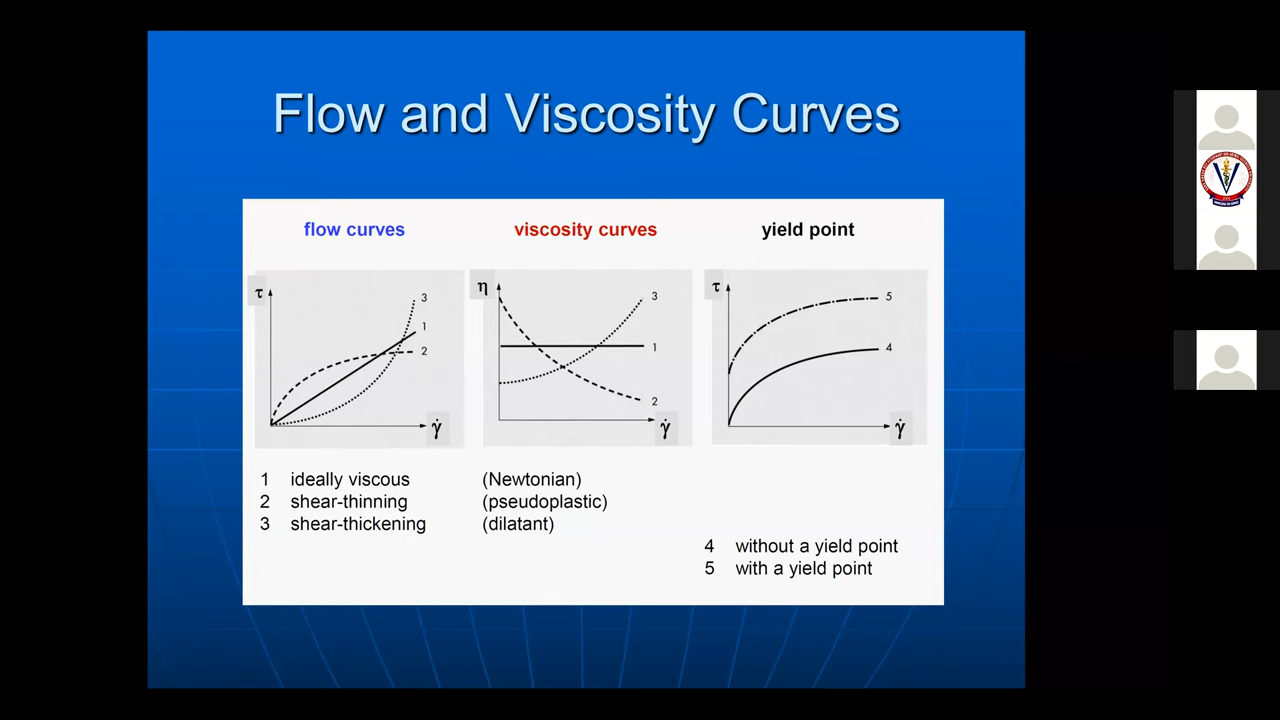 Flow and Viscosity Curves
flow curves
viscosity curves
yield point
τ
3
1
2
γ̇
η
3
1
2
γ̇
τ
5
4
γ̇
1 ideally viscous (Newtonian)
2 shear-thinning (pseudoplastic)
3 shear-thickening (dilatant)
4 without a yield point
5 with a yield point
V